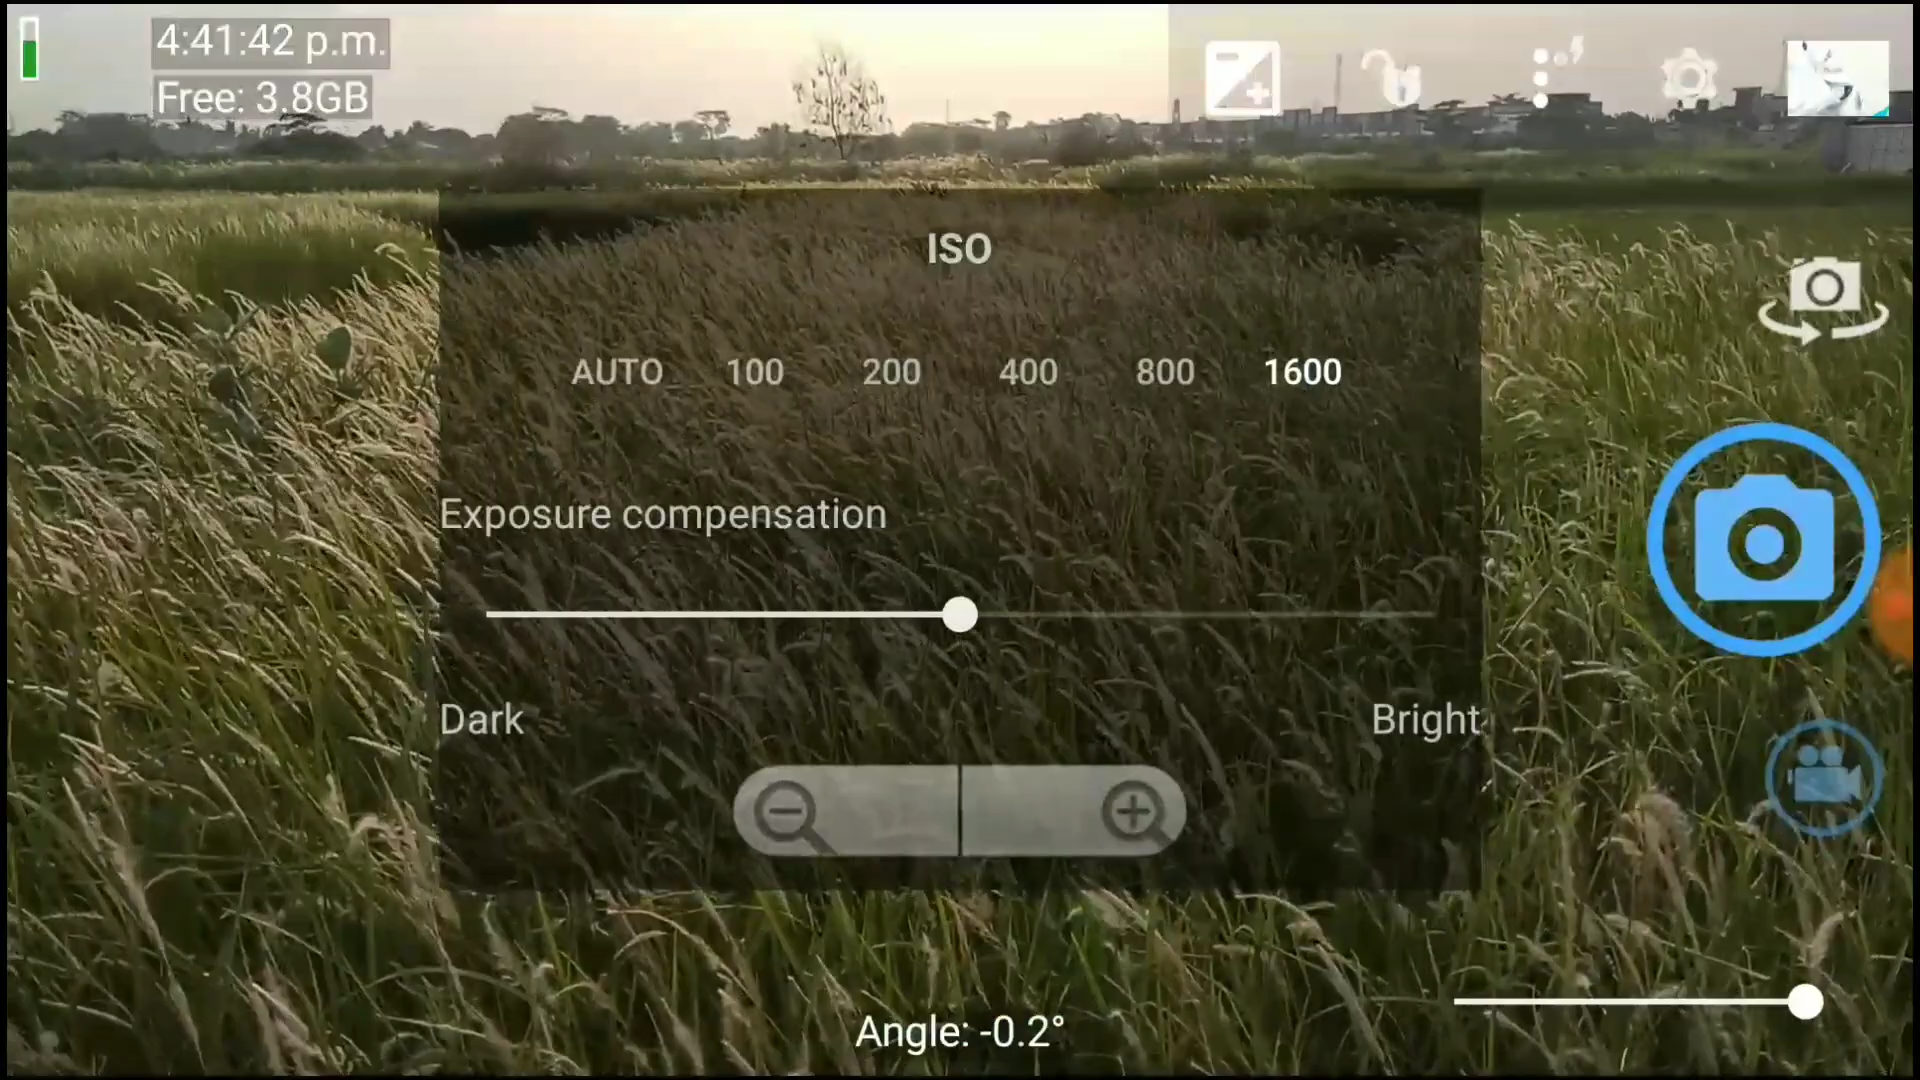 4:41:42 p.m.
Free: 3.8GB
ISO
AUTO 100 200 400 800 1600
Exposure compensation
Dark Bright
Angle: -0.2°